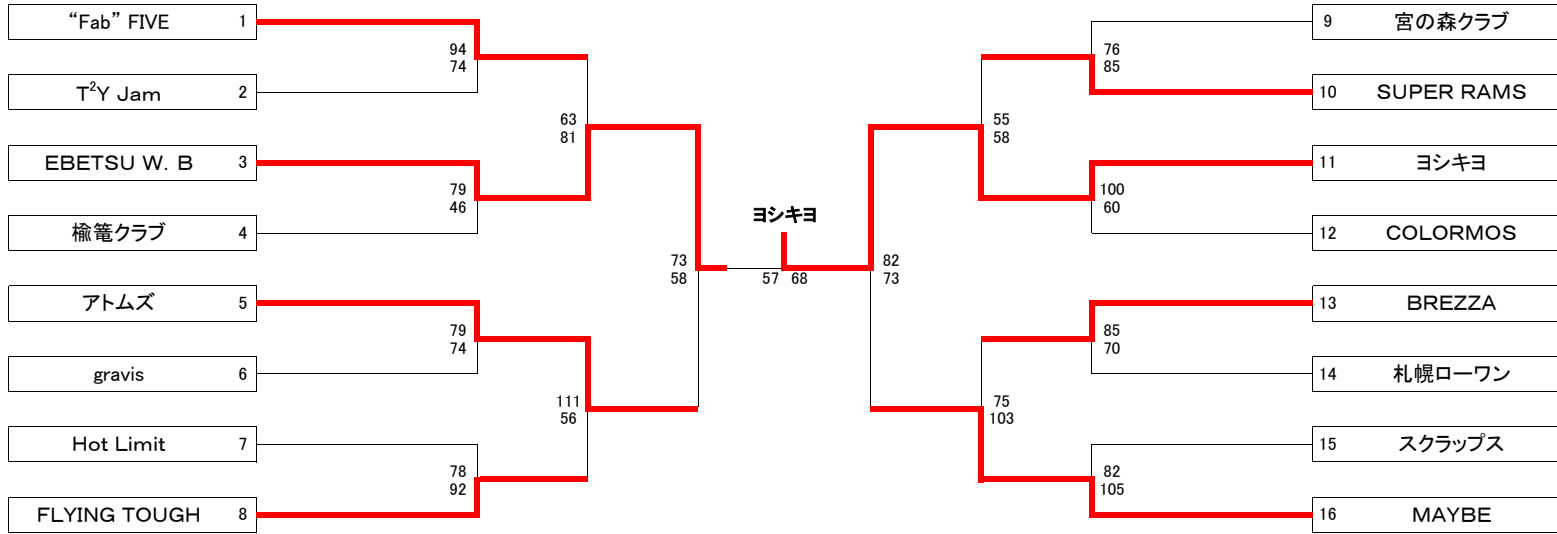 “Fab” FIVE 1
94
74
T²Y Jam 2
63
81
EBETSU W. B 3
79
46
楡篭クラブ 4
73
58
アトムズ 5
79
74
gravis 6
111
56
Hot Limit 7
78
92
FLYING TOUGH 8
ヨシキヨ
57 68
9 宮の森クラブ
76
85
10 SUPER RAMS
55
58
11 ヨシキヨ
100
60
12 COLORMOS
82
73
13 BREZZA
85
70
14 札幌ローワン
75
103
15 スクラップス
82
105
16 MAYBE